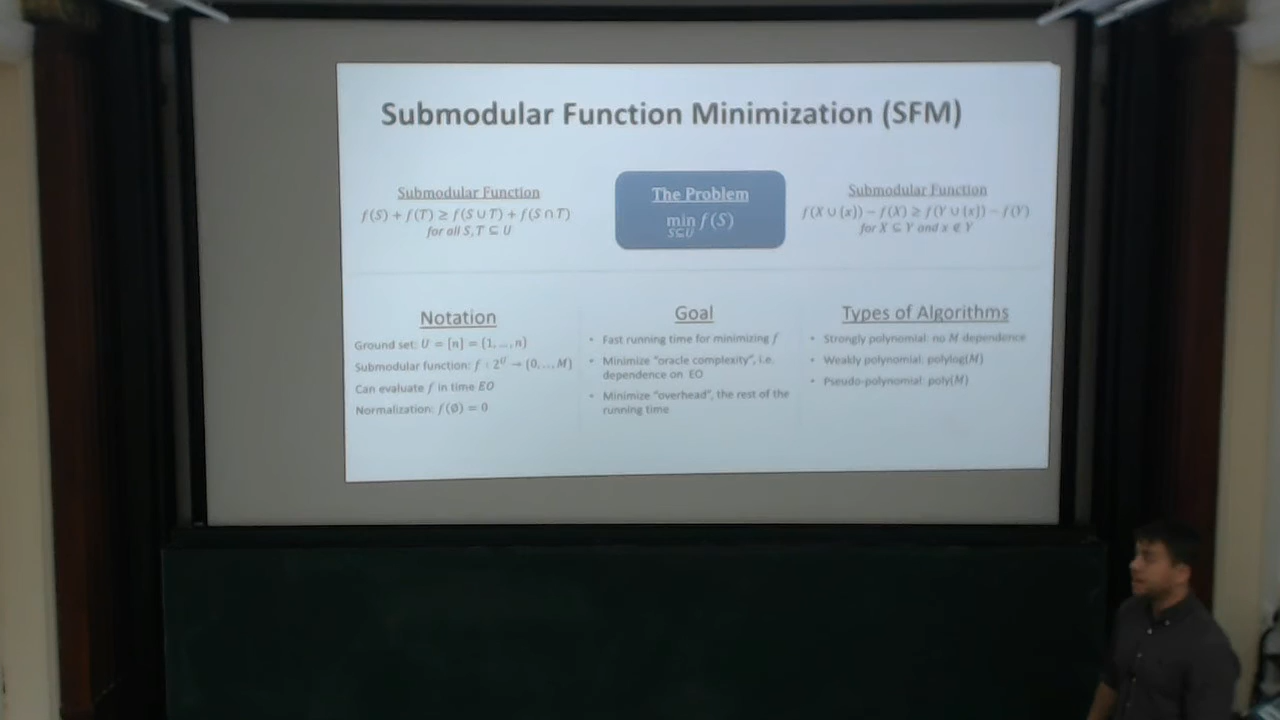 Submodular Function Minimization (SFM)
Submodular Function
f(S) + f(T) ≥ f(S ∪ T) + f(S ∩ T)
for all S, T ⊆ U
The Problem
min f(S)
S⊆U
Submodular Function
f(X ∪ {x}) − f(X) ≥ f(Y ∪ {x}) − f(Y)
for X ⊆ Y and x ∉ Y
Notation
Ground set: U = [n] = {1, ..., n}
Submodular function: f : 2^U → {0, ... M}
Can evaluate f in time EO
Normalization: f(∅) = 0
Goal
• Fast running time for minimizing f
• Minimize "oracle complexity", i.e.
dependence on EO
• Minimize "overhead", the rest of the
running time
Types of Algorithms
• Strongly polynomial: no M dependence
• Weakly polynomial: polylog(M)
• Pseudo-polynomial: poly(M)